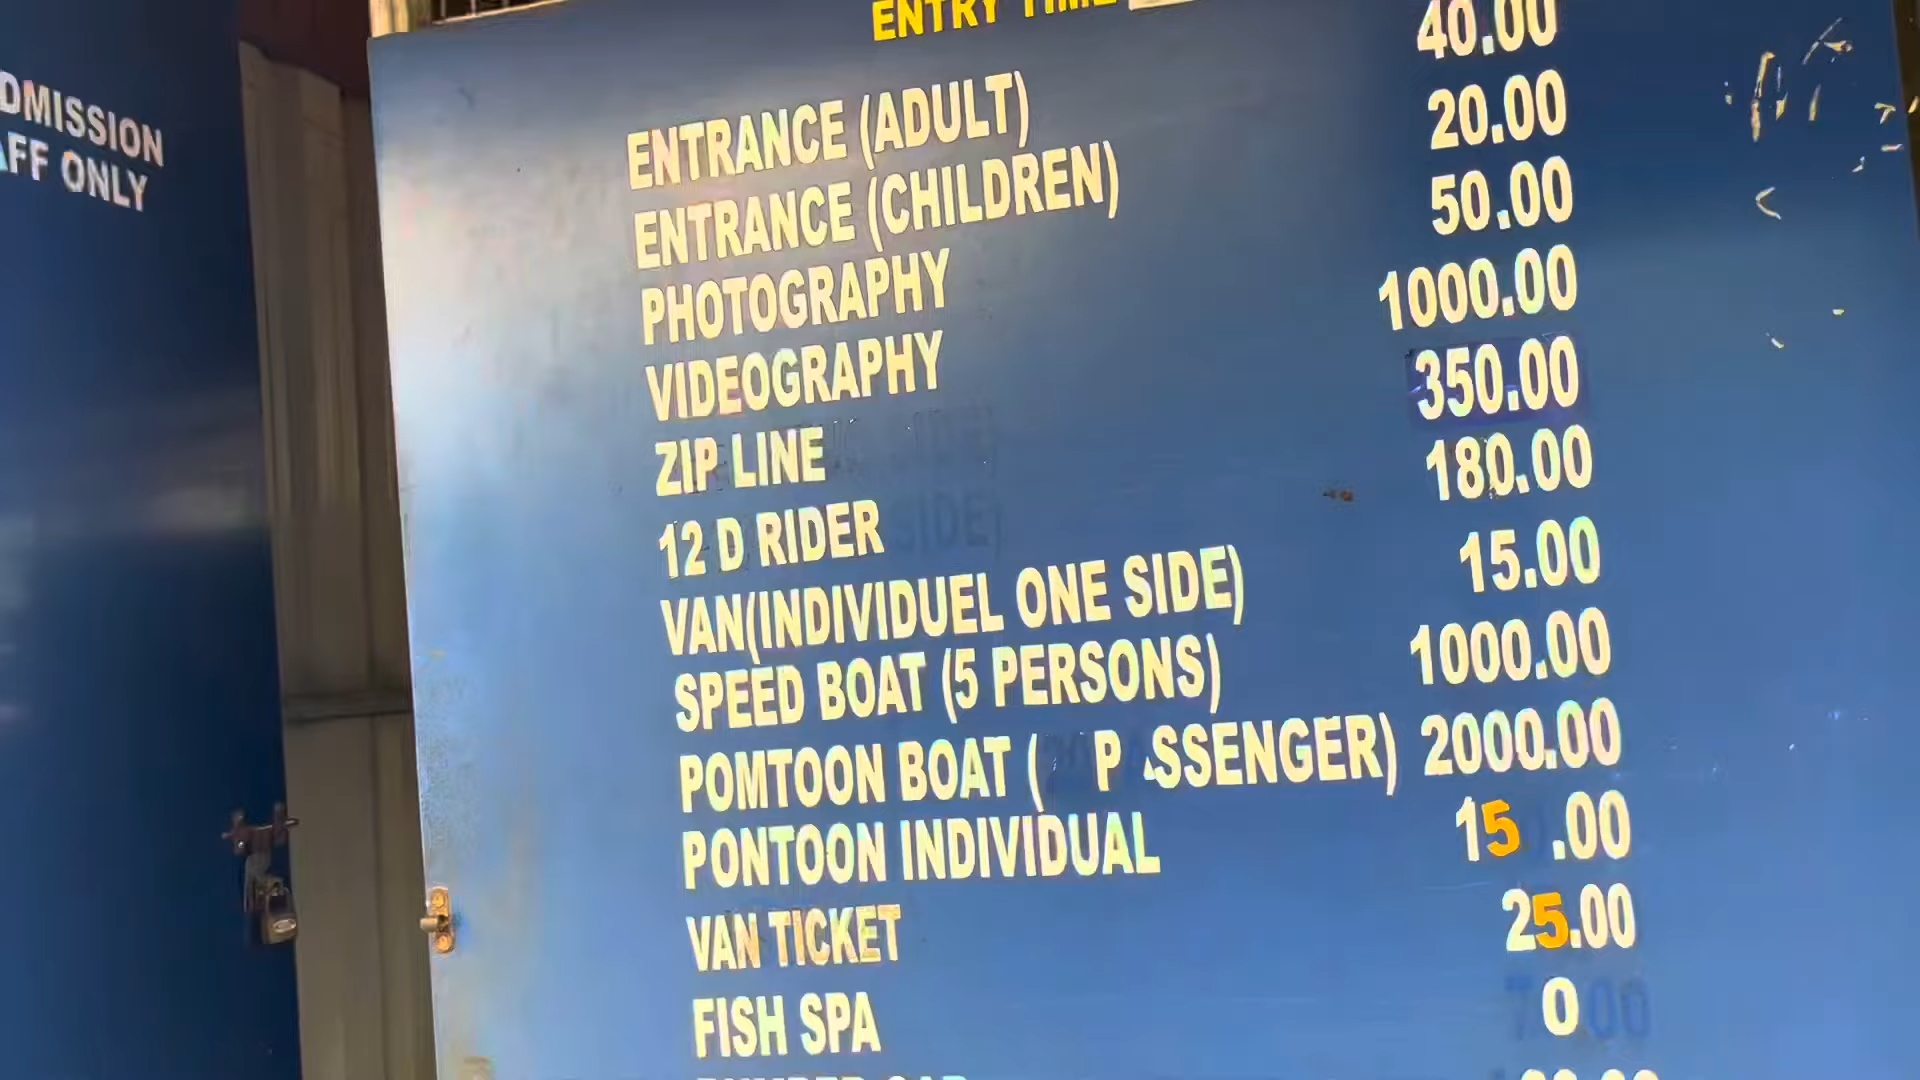 DMISSION
AFF ONLY
ENTRY TIME
ENTRANCE (ADULT) 40.00
ENTRANCE (CHILDREN) 20.00
PHOTOGRAPHY 50.00
VIDEOGRAPHY 1000.00
ZIP LINE 350.00
12 D RIDER 180.00
VAN(INDIVIDUEL ONE SIDE) 15.00
SPEED BOAT (5 PERSONS) 1000.00
POMTOON BOAT ( P ASSENGER) 2000.00
PONTOON INDIVIDUAL 15 .00
VAN TICKET 25.00
FISH SPA 0